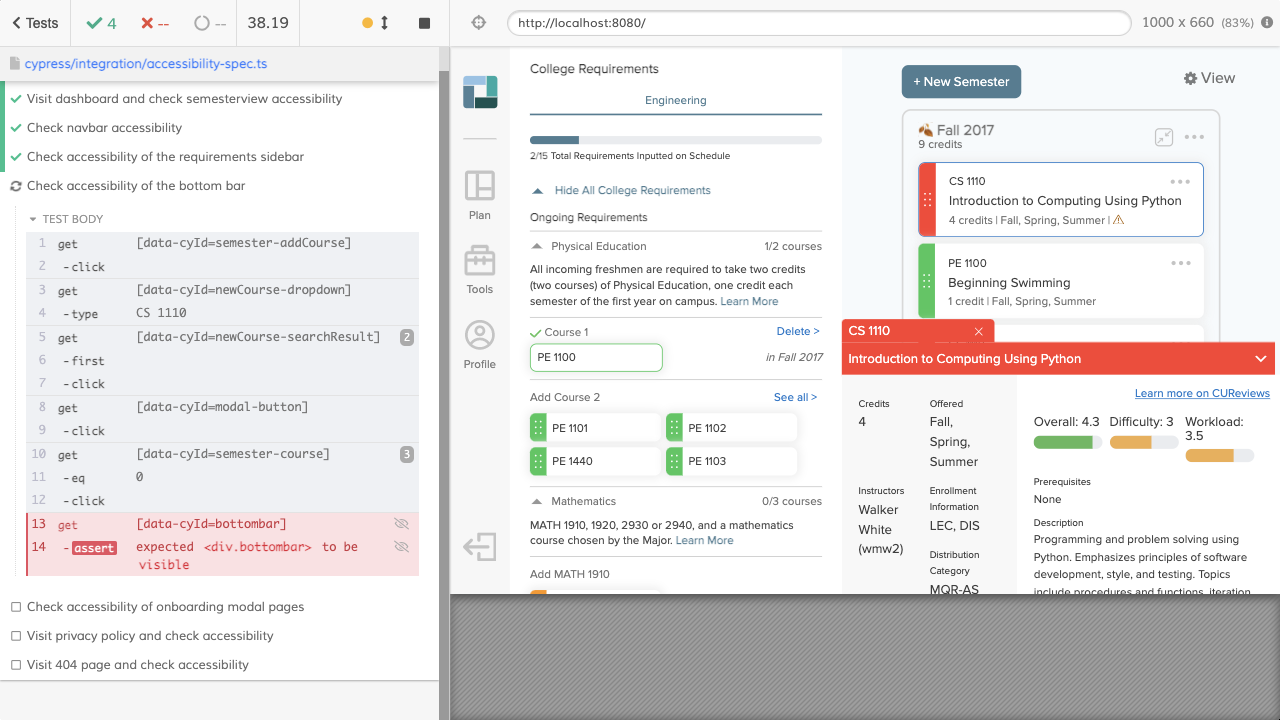 Tests
4
--
--
38.19
http://localhost:8080/
1000 x 660 (83%)
cypress/integration/accessibility-spec.ts
Visit dashboard and check semesterview accessibility
Check navbar accessibility
Check accessibility of the requirements sidebar
Check accessibility of the bottom bar
TEST BODY
1 get [data-cyId=semester-addCourse]
2 -click
3 get [data-cyId=newCourse-dropdown]
4 -type CS 1110
5 get [data-cyId=newCourse-searchResult] 2
6 -first
7 -click
8 get [data-cyId=modal-button]
9 -click
10 get [data-cyId=semester-course] 3
11 -eq 0
12 -click
13 get [data-cyId=bottombar]
14 -assert expected <div.bottombar> to be
visible
Check accessibility of onboarding modal pages
Visit privacy policy and check accessibility
Visit 404 page and check accessibility
Plan
Tools
Profile
College Requirements
Engineering
2/15 Total Requirements Inputted on Schedule
Hide All College Requirements
Ongoing Requirements
Physical Education 1/2 courses
All incoming freshmen are required to take two credits
(two courses) of Physical Education, one credit each
semester of the first year on campus. Learn More
Course 1 Delete >
PE 1100 in Fall 2017
Add Course 2 See all >
PE 1101 PE 1102
PE 1440 PE 1103
Mathematics 0/3 courses
MATH 1910, 1920, 2930 or 2940, and a mathematics
course chosen by the Major. Learn More
Add MATH 1910
+ New Semester
View
Fall 2017
9 credits
CS 1110
Introduction to Computing Using Python
4 credits | Fall, Spring, Summer |
PE 1100
Beginning Swimming
1 credit | Fall, Spring, Summer
CS 1110
Introduction to Computing Using Python
Credits
4
Offered
Fall,
Spring,
Summer
Instructors
Walker
White
(wmw2)
Enrollment
Information
LEC, DIS
Distribution
Category
MQR-AS
Learn more on CUReviews
Overall: 4.3 Difficulty: 3 Workload:
3.5
Prerequisites
None
Description
Programming and problem solving using
Python. Emphasizes principles of software
development, style, and testing. Topics
include procedures and functions, iteration